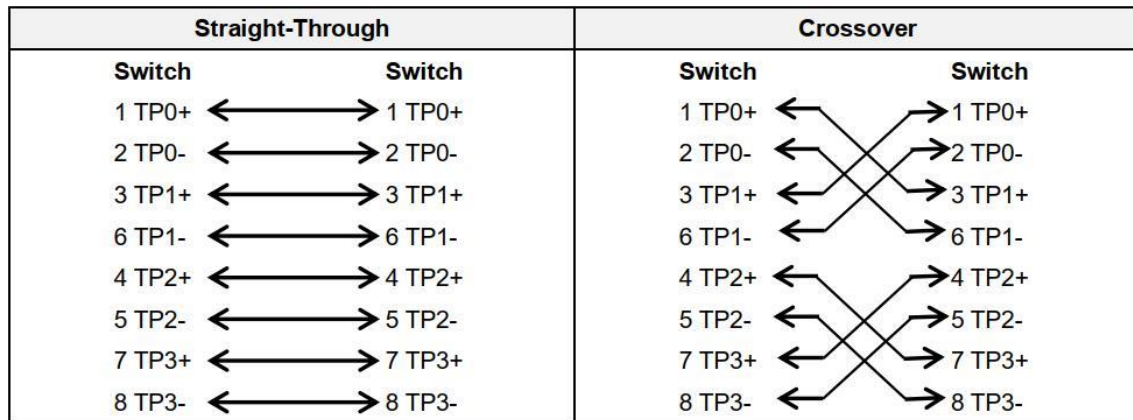 Straight-Through Crossover
Switch Switch Switch Switch
1 TP0+ 1 TP0+ 1 TP0+ 1 TP0+
2 TP0- 2 TP0- 2 TP0- 2 TP0-
3 TP1+ 3 TP1+ 3 TP1+ 3 TP1+
6 TP1- 6 TP1- 6 TP1- 6 TP1-
4 TP2+ 4 TP2+ 4 TP2+ 4 TP2+
5 TP2- 5 TP2- 5 TP2- 5 TP2-
7 TP3+ 7 TP3+ 7 TP3+ 7 TP3+
8 TP3- 8 TP3- 8 TP3- 8 TP3-